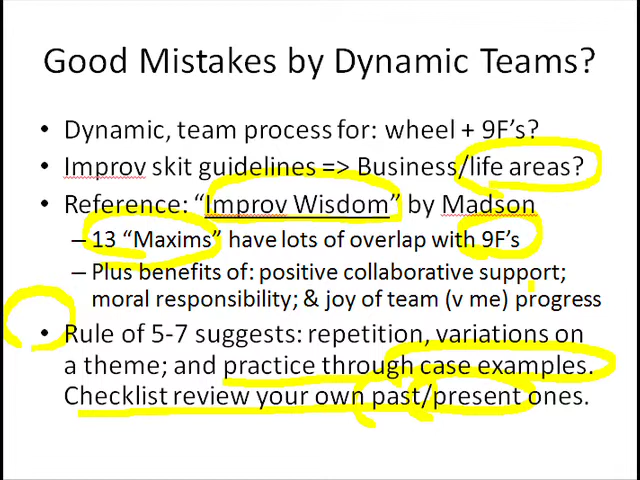 Good Mistakes by Dynamic Teams?
• Dynamic, team process for: wheel + 9F's?
• Improv skit guidelines => Business/life areas?
• Reference: "Improv Wisdom" by Madson
– 13 "Maxims" have lots of overlap with 9F's
– Plus benefits of: positive collaborative support;
moral responsibility; & joy of team (v me) progress
• Rule of 5-7 suggests: repetition, variations on
a theme; and practice through case examples.
Checklist review your own past/present ones.